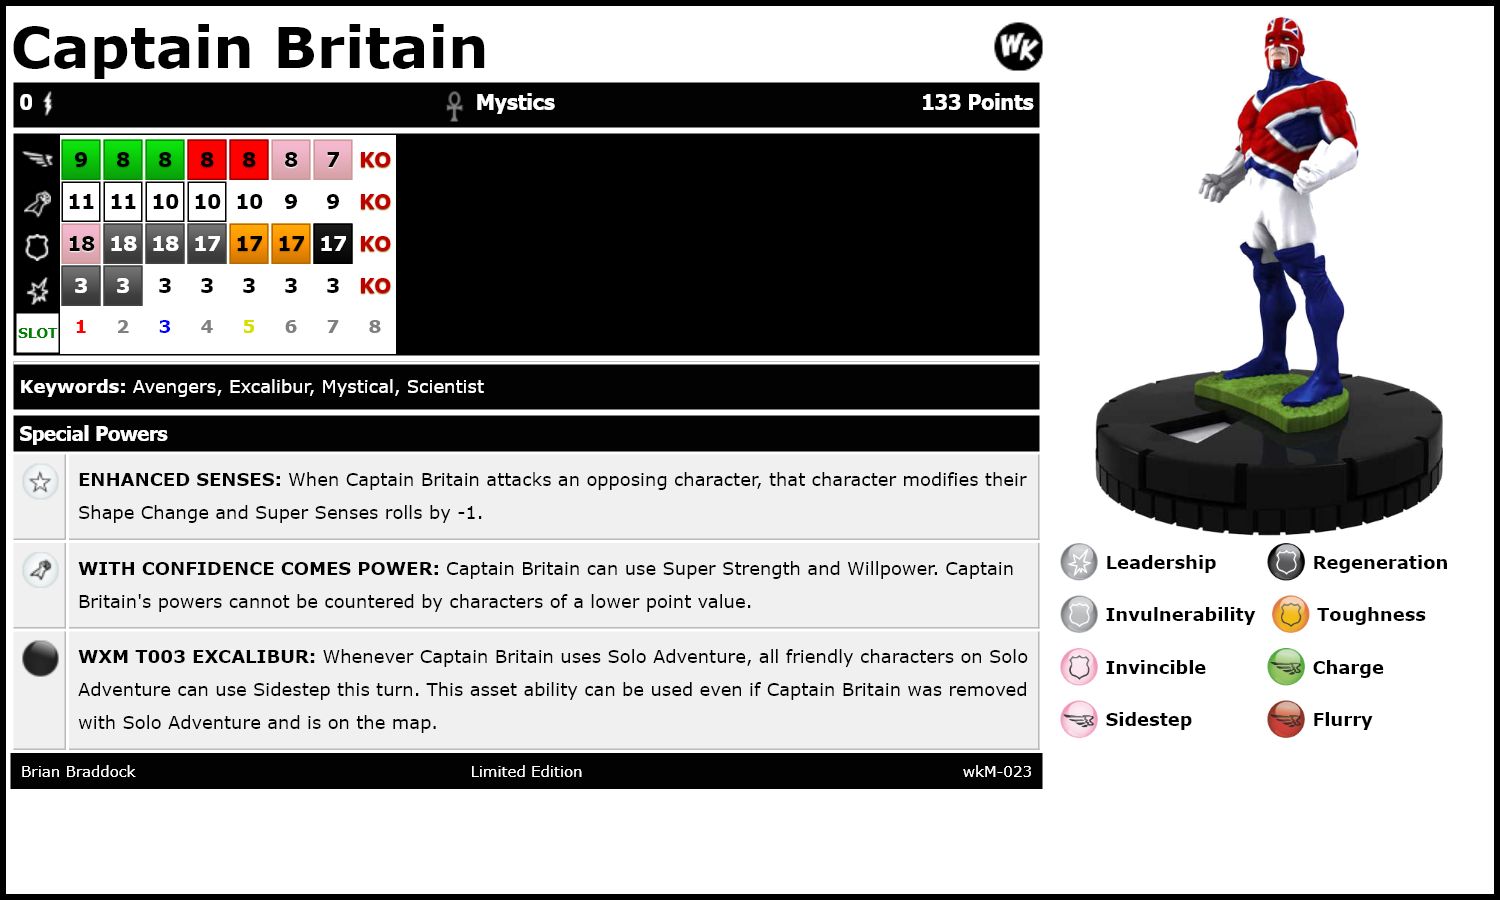 Captain Britain
WK
0 Mystics 133 Points
9 8 8 8 8 8 7 KO
11 11 10 10 10 9 9 KO
18 18 18 17 17 17 17 KO
3 3 3 3 3 3 3 KO
SLOT 1 2 3 4 5 6 7 8
Keywords: Avengers, Excalibur, Mystical, Scientist
Special Powers
ENHANCED SENSES: When Captain Britain attacks an opposing character, that character modifies their
Shape Change and Super Senses rolls by -1.
WITH CONFIDENCE COMES POWER: Captain Britain can use Super Strength and Willpower. Captain
Britain's powers cannot be countered by characters of a lower point value.
WXM T003 EXCALIBUR: Whenever Captain Britain uses Solo Adventure, all friendly characters on Solo
Adventure can use Sidestep this turn. This asset ability can be used even if Captain Britain was removed
with Solo Adventure and is on the map.
Brian Braddock Limited Edition wkM-023
Leadership Regeneration
Invulnerability Toughness
Invincible Charge
Sidestep Flurry